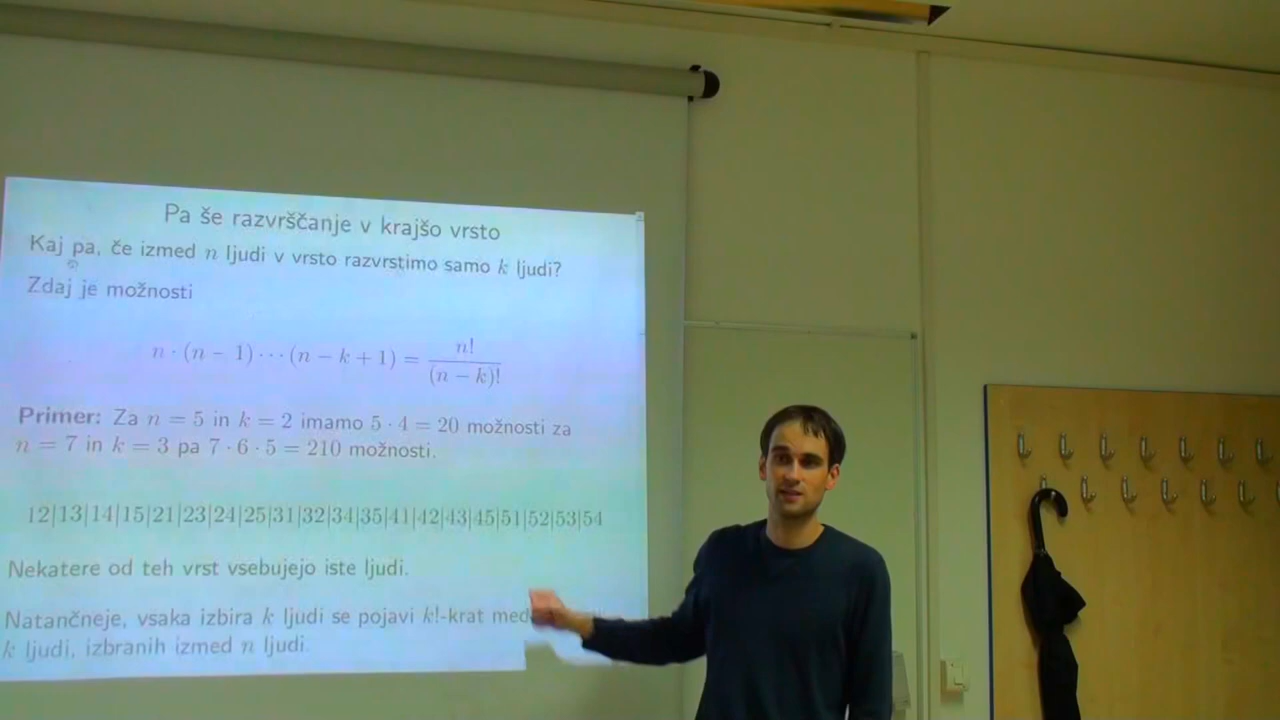 Pa še razvrščanje v krajšo vrsto
Kaj pa, če izmed n ljudi v vrsto razvrstimo samo k ljudi?
Zdaj je možnosti
n · (n − 1) ⋯ (n − k + 1) = n! / (n − k)!
Primer: Za n = 5 in k = 2 imamo 5 · 4 = 20 možnosti za
n = 7 in k = 3 pa 7 · 6 · 5 = 210 možnosti.
12|13|14|15|21|23|24|25|31|32|34|35|41|42|43|45|51|52|53|54
Nekatere od teh vrst vsebujejo iste ljudi.
Natančneje, vsaka izbira k ljudi se pojavi k!-krat med
k ljudi, izbranih izmed n ljudi.